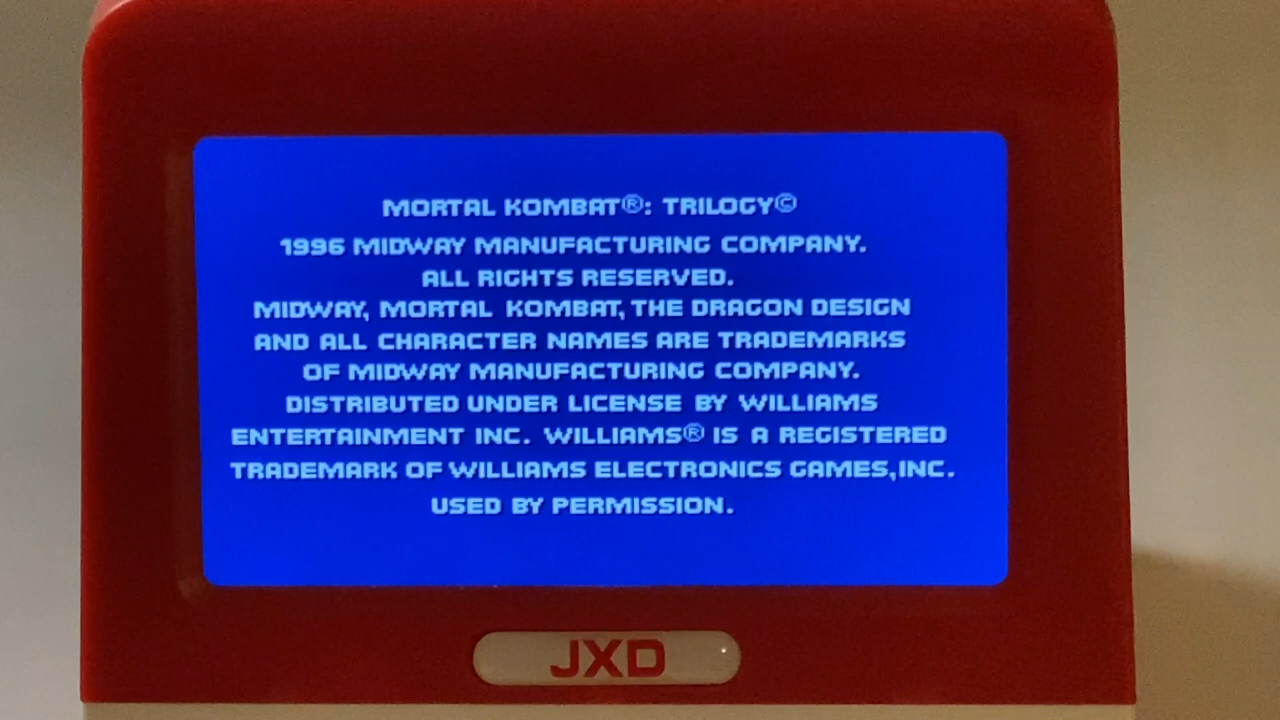 MORTAL KOMBAT®: TRILOGY©
1996 MIDWAY MANUFACTURING COMPANY.
ALL RIGHTS RESERVED.
MIDWAY, MORTAL KOMBAT, THE DRAGON DESIGN
AND ALL CHARACTER NAMES ARE TRADEMARKS
OF MIDWAY MANUFACTURING COMPANY.
DISTRIBUTED UNDER LICENSE BY WILLIAMS
ENTERTAINMENT INC. WILLIAMS® IS A REGISTERED
TRADEMARK OF WILLIAMS ELECTRONICS GAMES,INC.
USED BY PERMISSION.
JXD